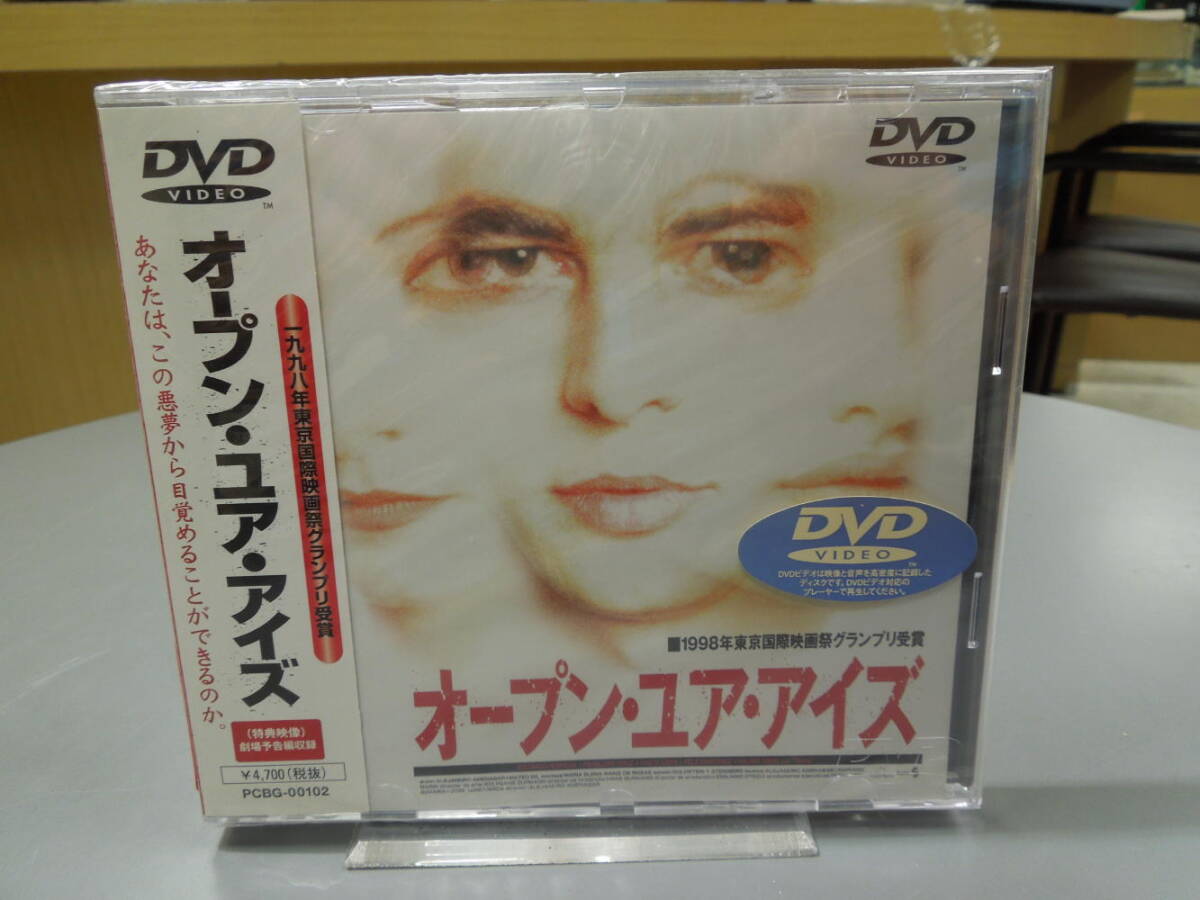 DVD
VIDEO
TM
オープン・ユア・アイズ
あなたは、この悪夢から目覚めることができるのか。
一九九八年東京国際映画祭グランプリ受賞
(特典映像)
劇場予告編収録
¥4,700(税抜)
PCBG-00102
DVD
VIDEO
TM
DVD
VIDEO
TM
DVDビデオは映像と音声を高密度に記録した
ディスクです。DVDビデオ対応の
プレーヤーで再生してください。
■1998年東京国際映画祭グランプリ受賞
オープン・ユア・アイズ